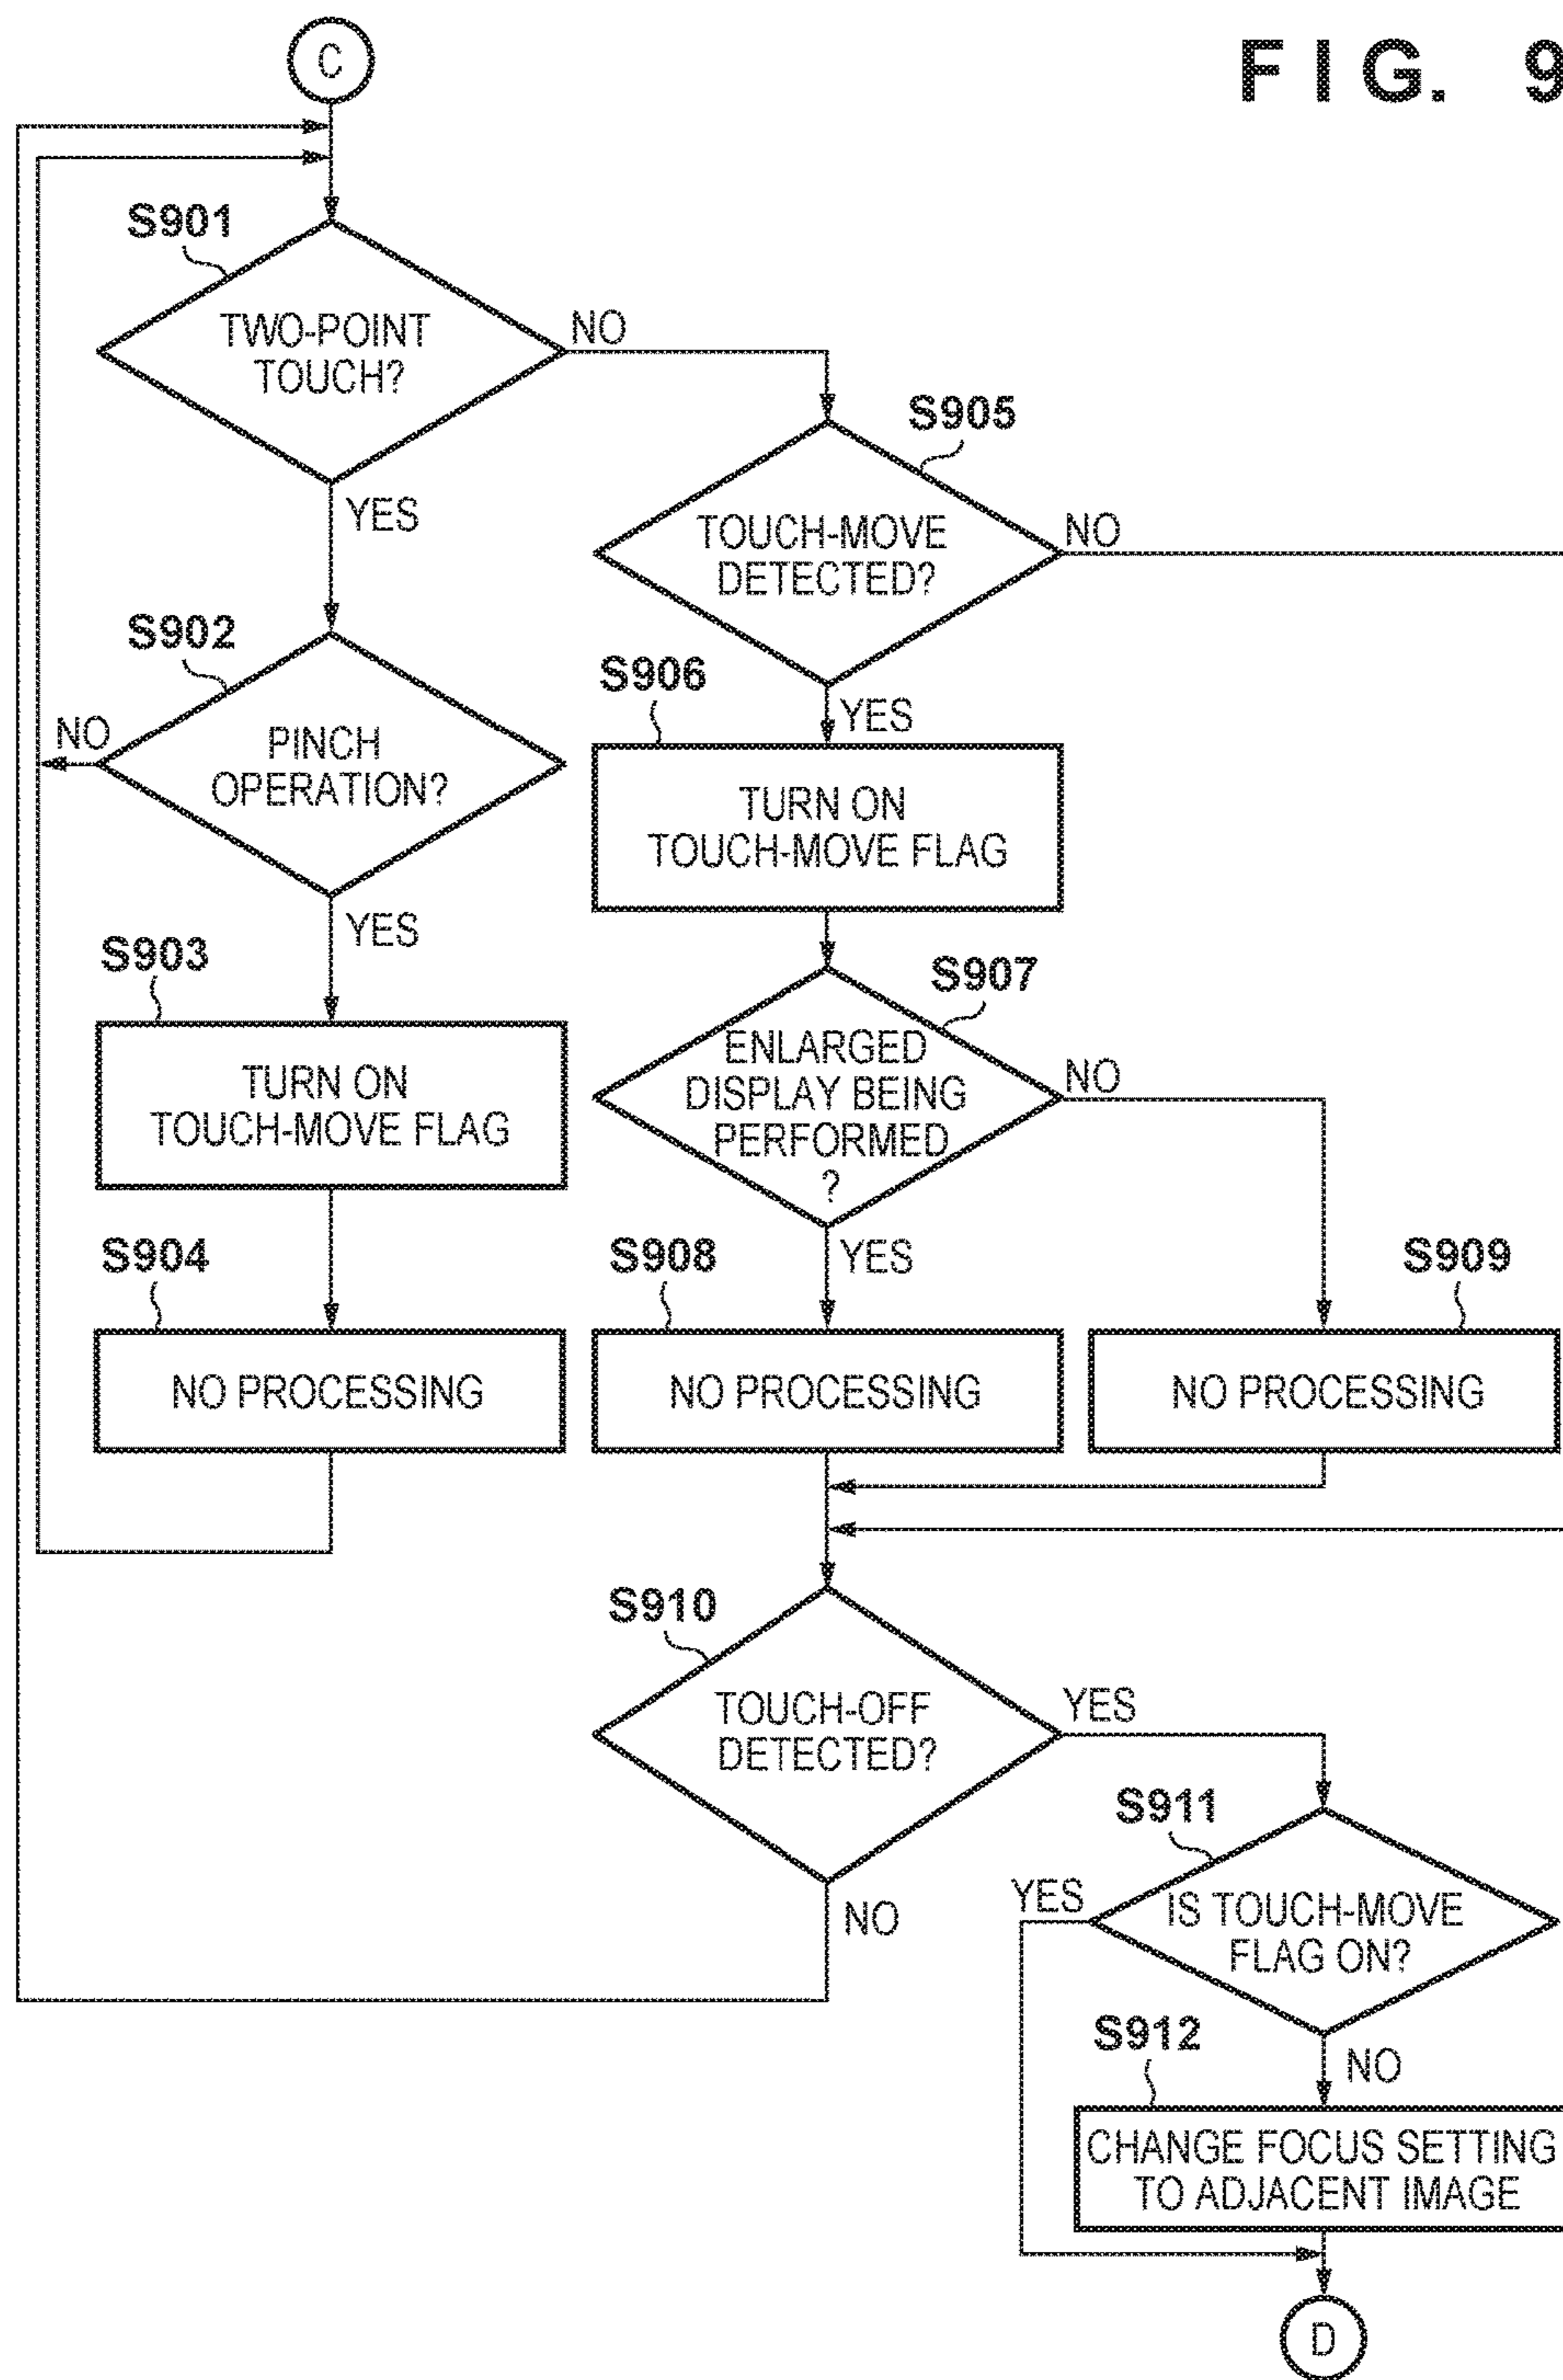 FIG. 9
C
S901
TWO-POINT
TOUCH?
NO
YES
S905
TOUCH-MOVE
DETECTED?
NO
YES
S902
PINCH
OPERATION?
NO
YES
S906
TURN ON
TOUCH-MOVE FLAG
S903
TURN ON
TOUCH-MOVE FLAG
S907
ENLARGED
DISPLAY BEING
PERFORMED
?
NO
YES
S904
NO PROCESSING
S908
NO PROCESSING
S909
NO PROCESSING
S910
TOUCH-OFF
DETECTED?
YES
NO
S911
IS TOUCH-MOVE
FLAG ON?
YES
NO
S912
CHANGE FOCUS SETTING
TO ADJACENT IMAGE
D